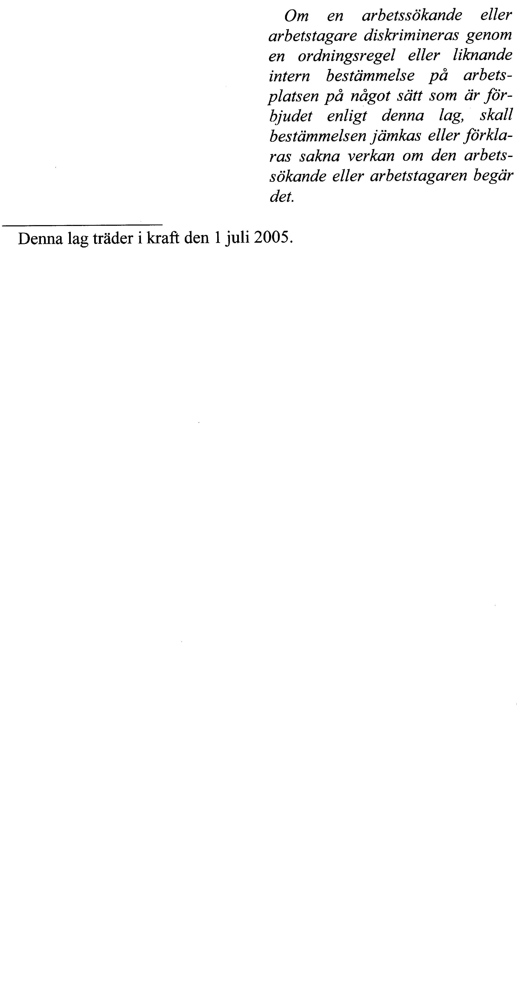 Om en arbetssökande eller
arbetstagare diskrimineras genom
en ordningsregel eller liknande
intern bestämmelse på arbets-
platsen på något sätt som är för-
bjudet enligt denna lag, skall
bestämmelsen jämkas eller förkla-
ras sakna verkan om den arbets-
sökande eller arbetstagaren begär
det.
Denna lag träder i kraft den 1 juli 2005.